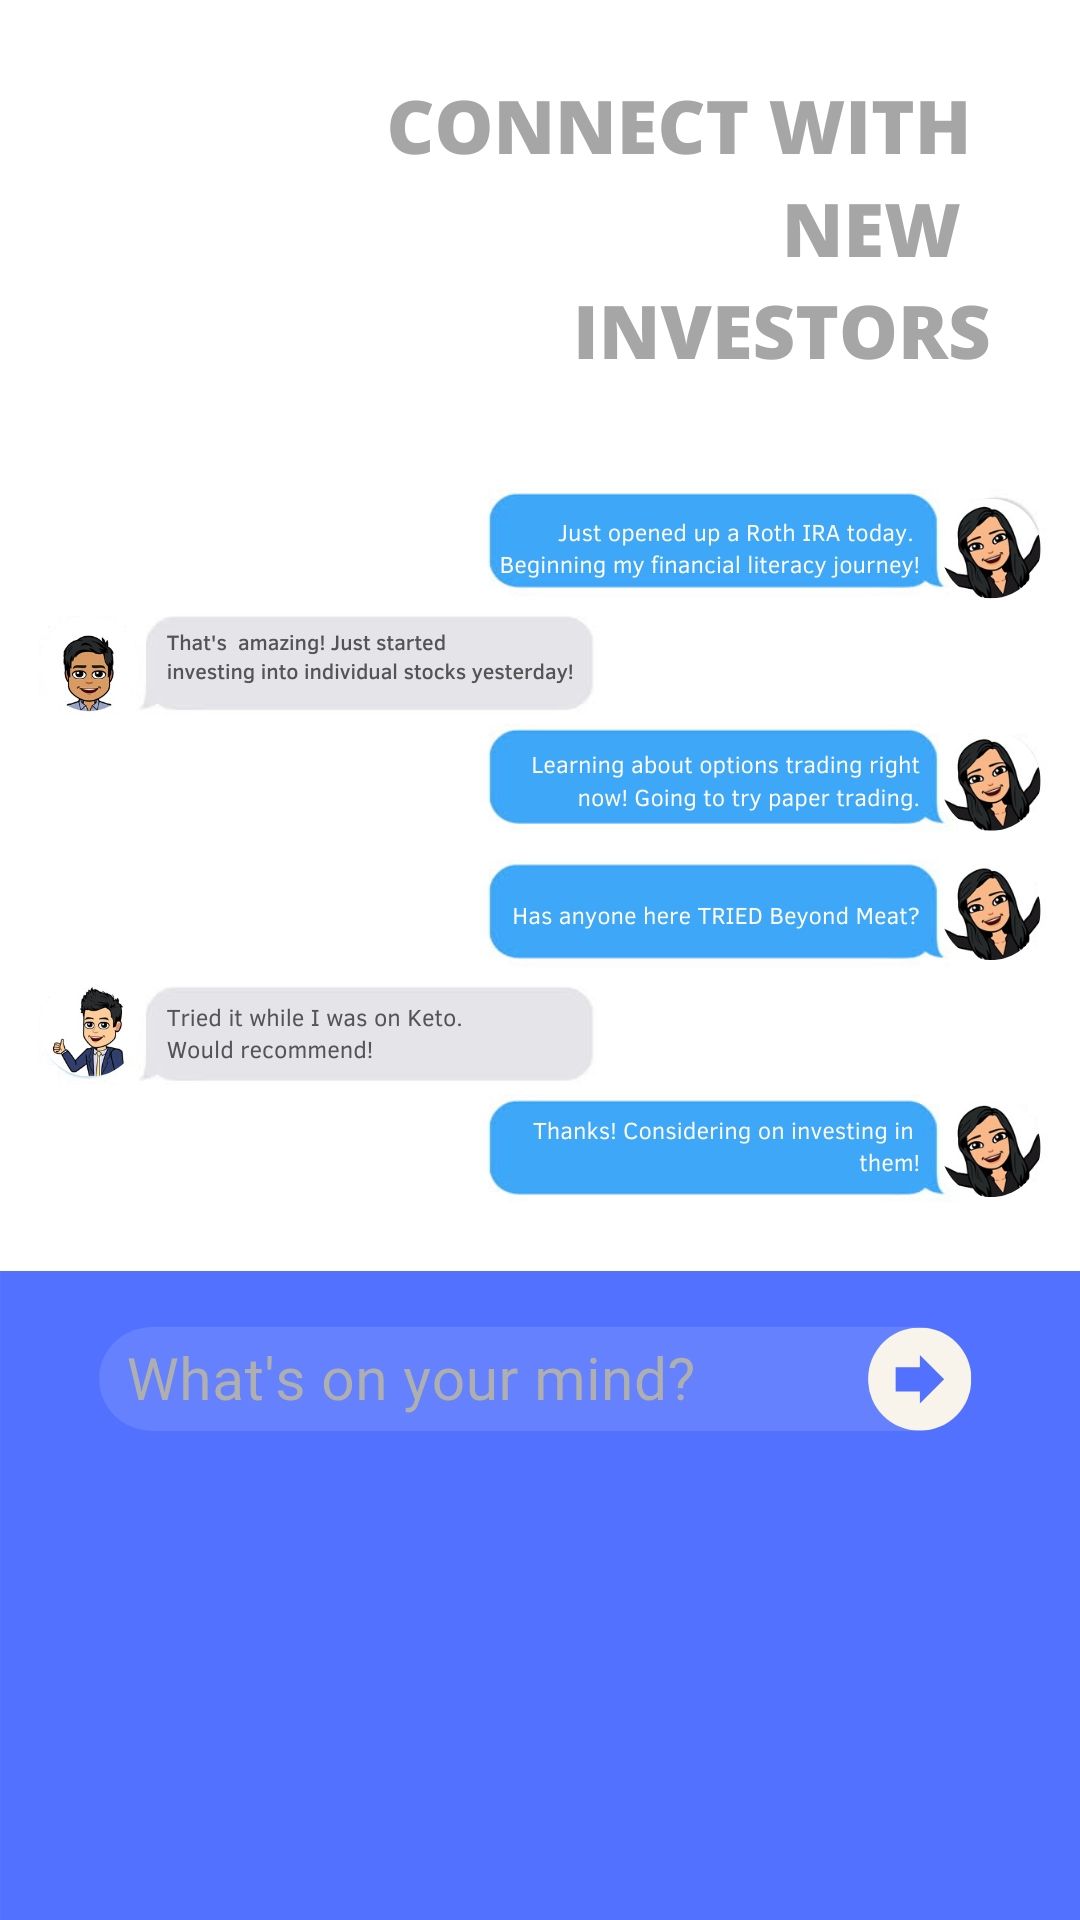 CONNECT WITH
NEW
INVESTORS
Just opened up a Roth IRA today.
Beginning my financial literacy journey!
That's  amazing! Just started
investing into individual stocks yesterday!
Learning about options trading right
now! Going to try paper trading.
Has anyone here TRIED Beyond Meat?
Tried it while I was on Keto.
Would recommend!
Thanks! Considering on investing in
them!
What's on your mind?